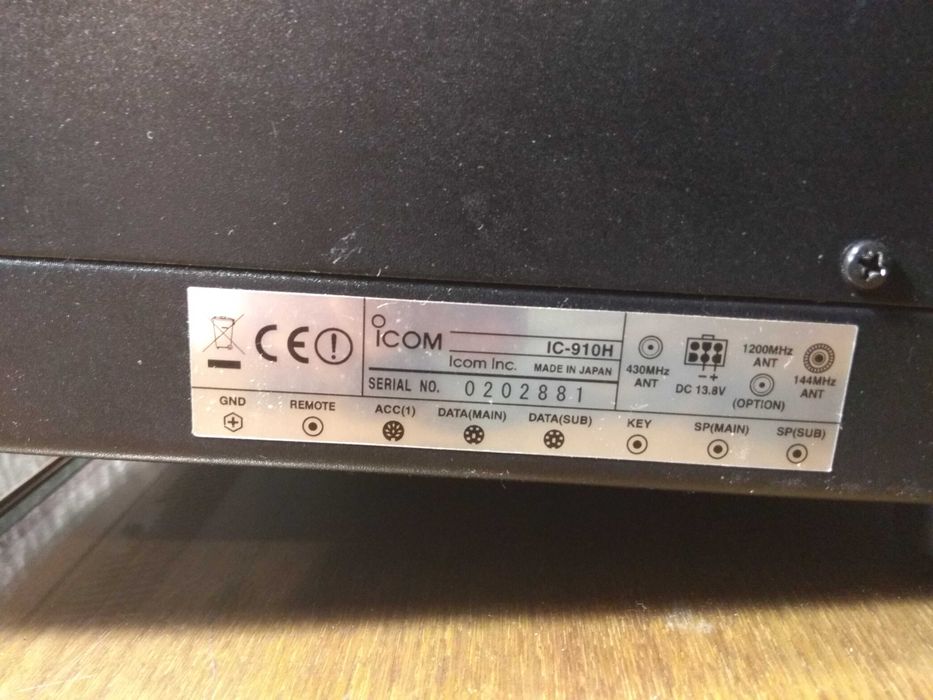 CE
ICOM
IC-910H
Icom Inc. MADE IN JAPAN
SERIAL NO. 0202881
430MHz
ANT
- +
DC 13.8V
1200MHz
ANT
(OPTION)
144MHz
ANT
GND
REMOTE
ACC(1)
DATA(MAIN)
DATA(SUB)
KEY
SP(MAIN)
SP(SUB)